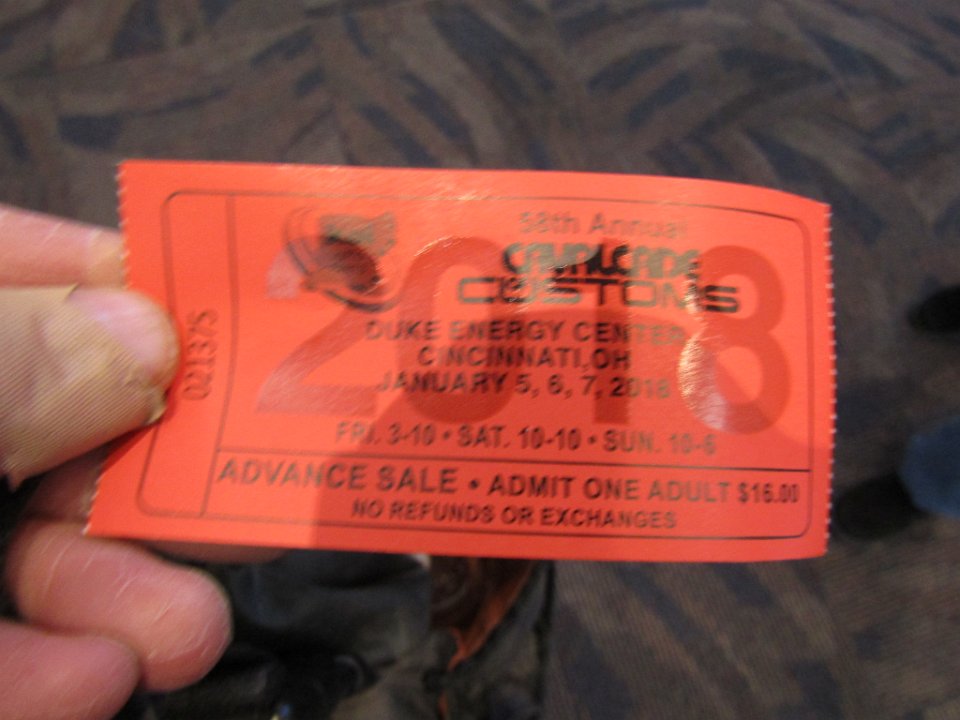 58th Annual
CAVALCADE
CUSTOMS
2018
DUKE ENERGY CENTER
CINCINNATI, OH
JANUARY 5, 6, 7, 2018
FRI. 3-10 • SAT. 10-10 • SUN. 10-6
ADVANCE SALE • ADMIT ONE ADULT $16.00
NO REFUNDS OR EXCHANGES
021375